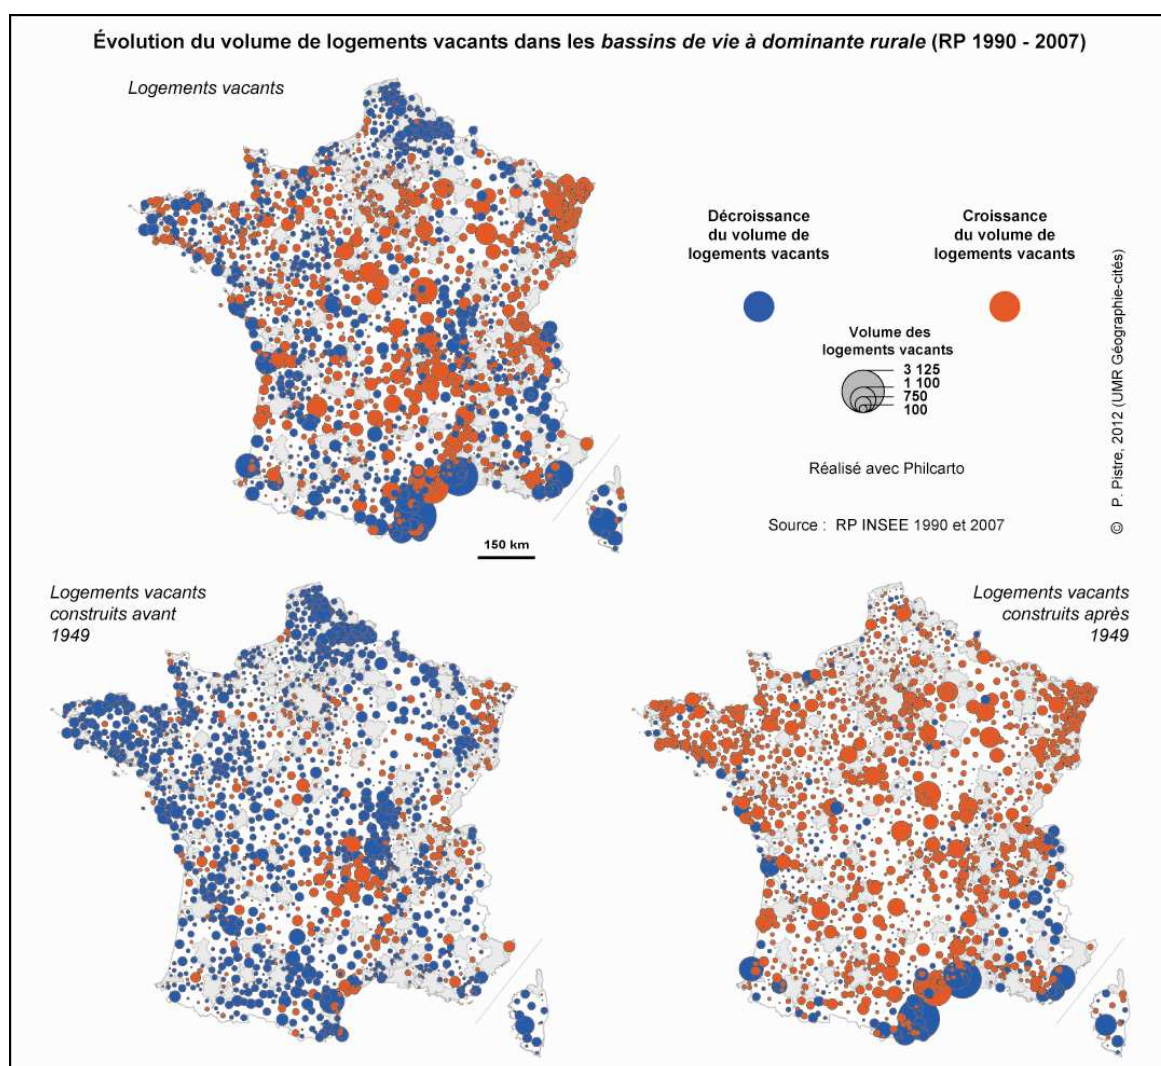 Évolution du volume de logements vacants dans les bassins de vie à dominante rurale (RP 1990 - 2007)
Logements vacants
Décroissance
du volume de
logements vacants
Croissance
du volume de
logements vacants
Volume des
logements vacants
3 125
1 100
750
100
Réalisé avec Philcarto
Source : RP INSEE 1990 et 2007
© P. Pistre, 2012 (UMR Géographie-cités)
150 km
Logements vacants
construits avant
1949
Logements vacants
construits après
1949